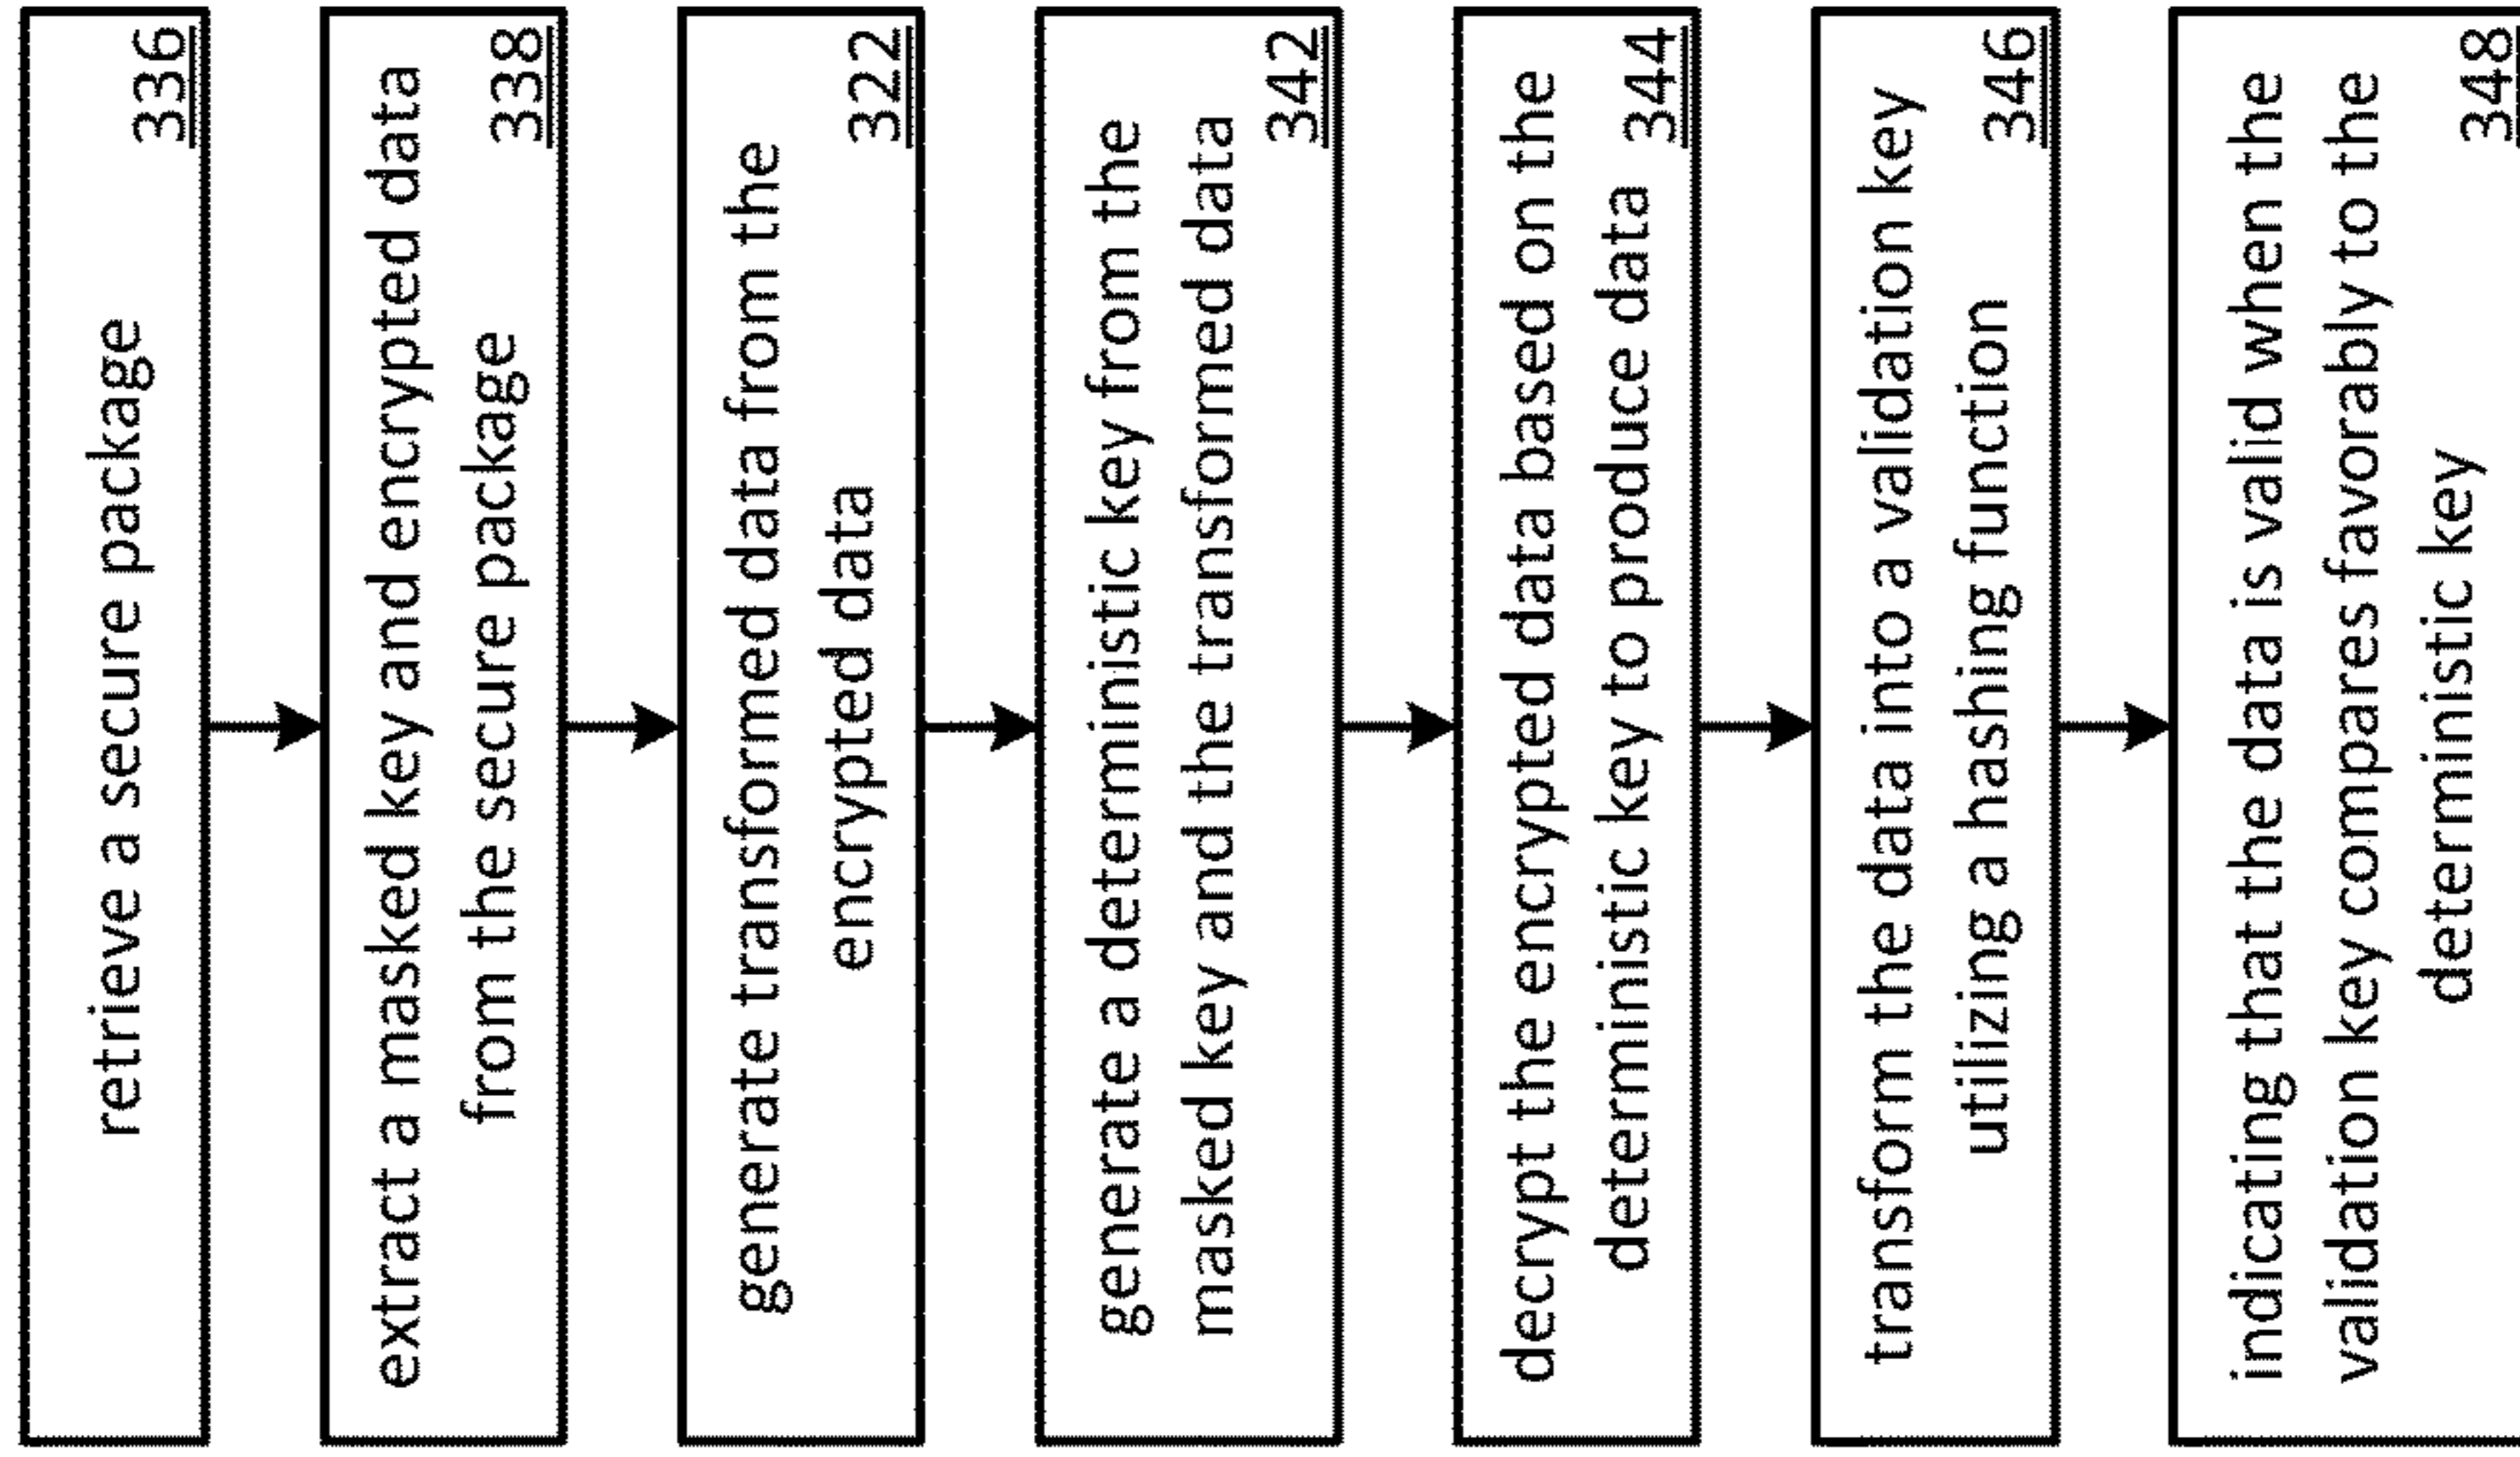 retrieve a secure package
336
extract a masked key and encrypted data
from the secure package
338
generate transformed data from the
encrypted data
322
generate a deterministic key from the
masked key and the transformed data
342
decrypt the encrypted data based on the
deterministic key to produce data
344
transform the data into a validation key
utilizing a hashing function
346
indicating that the data is valid when the
validation key compares favorably to the
deterministic key
348